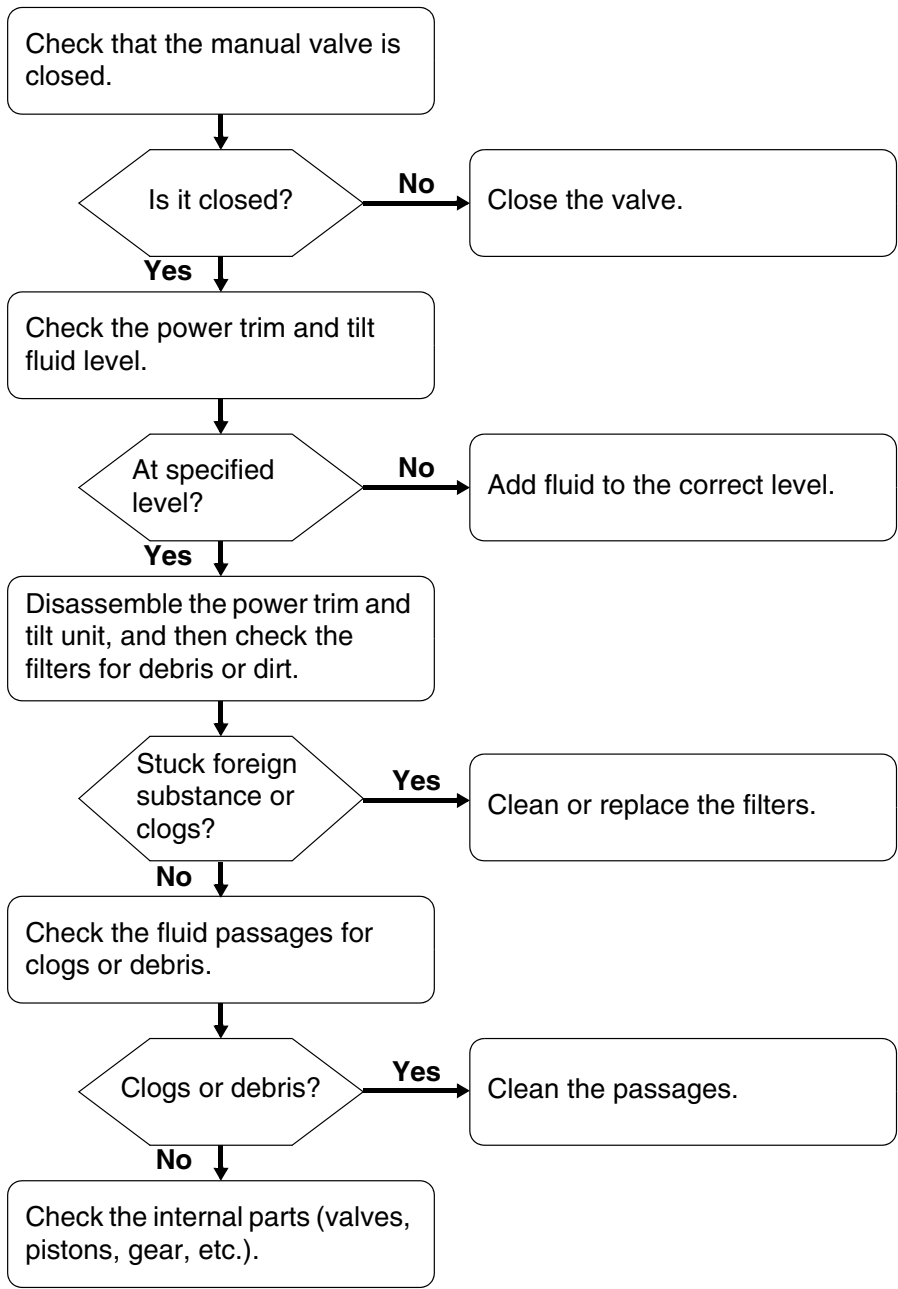 Check that the manual valve is
closed.
Is it closed?
No
Close the valve.
Yes
Check the power trim and tilt
fluid level.
At specified
level?
No
Add fluid to the correct level.
Yes
Disassemble the power trim and
tilt unit, and then check the
filters for debris or dirt.
Stuck foreign
substance or
clogs?
Yes
Clean or replace the filters.
No
Check the fluid passages for
clogs or debris.
Clogs or debris?
Yes
Clean the passages.
No
Check the internal parts (valves,
pistons, gear, etc.).